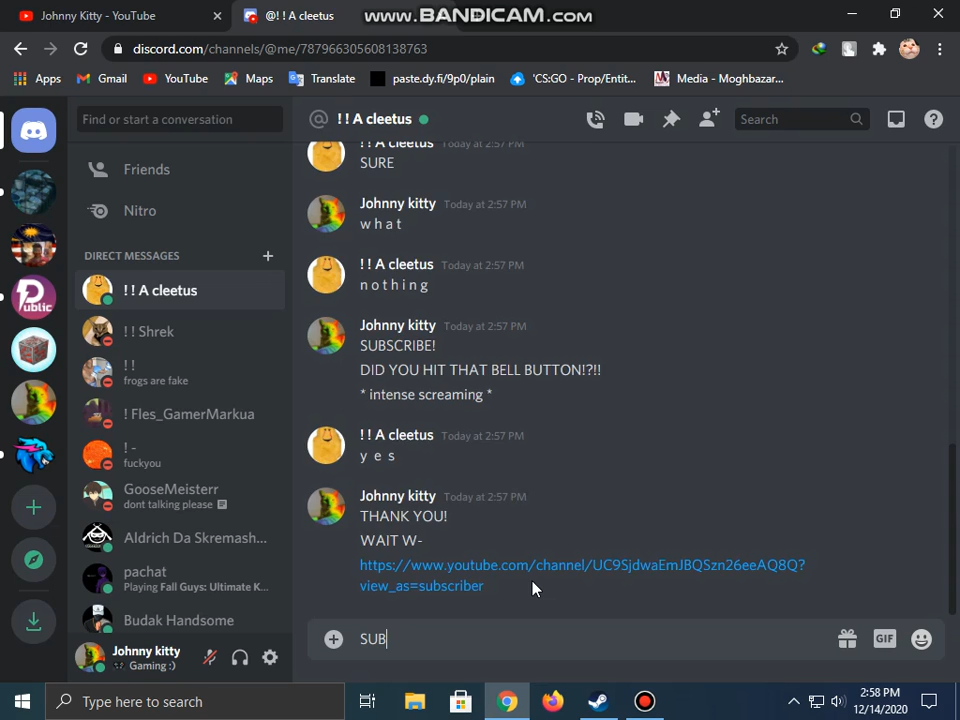 Johnny Kitty - YouTube
@! ! A cleetus
www.BANDICAM.com
discord.com/channels/@me/787966305608138763
Apps
Gmail
YouTube
Maps
Translate
paste.dy.fi/9p0/plain
'CS:GO - Prop/Entit...
Media - Moghbazar...
Find or start a conversation
@ ! ! A cleetus
Search
Friends
Nitro
DIRECT MESSAGES
! ! A cleetus
! ! Shrek
! !
frogs are fake
! Fles_GamerMarkua
! -
fuckyou
GooseMeisterr
dont talking please
Aldrich Da Skremash...
pachat
Playing Fall Guys: Ultimate K...
Budak Handsome
Johnny kitty
Gaming :)
Public
! ! A cleetus Today at 2:57 PM
SURE
Johnny kitty Today at 2:57 PM
w h a t
! ! A cleetus Today at 2:57 PM
n o t h i n g
Johnny kitty Today at 2:57 PM
SUBSCRIBE!
DID YOU HIT THAT BELL BUTTON!?!!
* intense screaming *
! ! A cleetus Today at 2:57 PM
y e s
Johnny kitty Today at 2:57 PM
THANK YOU!
WAIT W-
https://www.youtube.com/channel/UC9SjdwaEmJBQSzn26eeAQ8Q?
view_as=subscriber
SUB
GIF
Type here to search
2:58 PM
12/14/2020